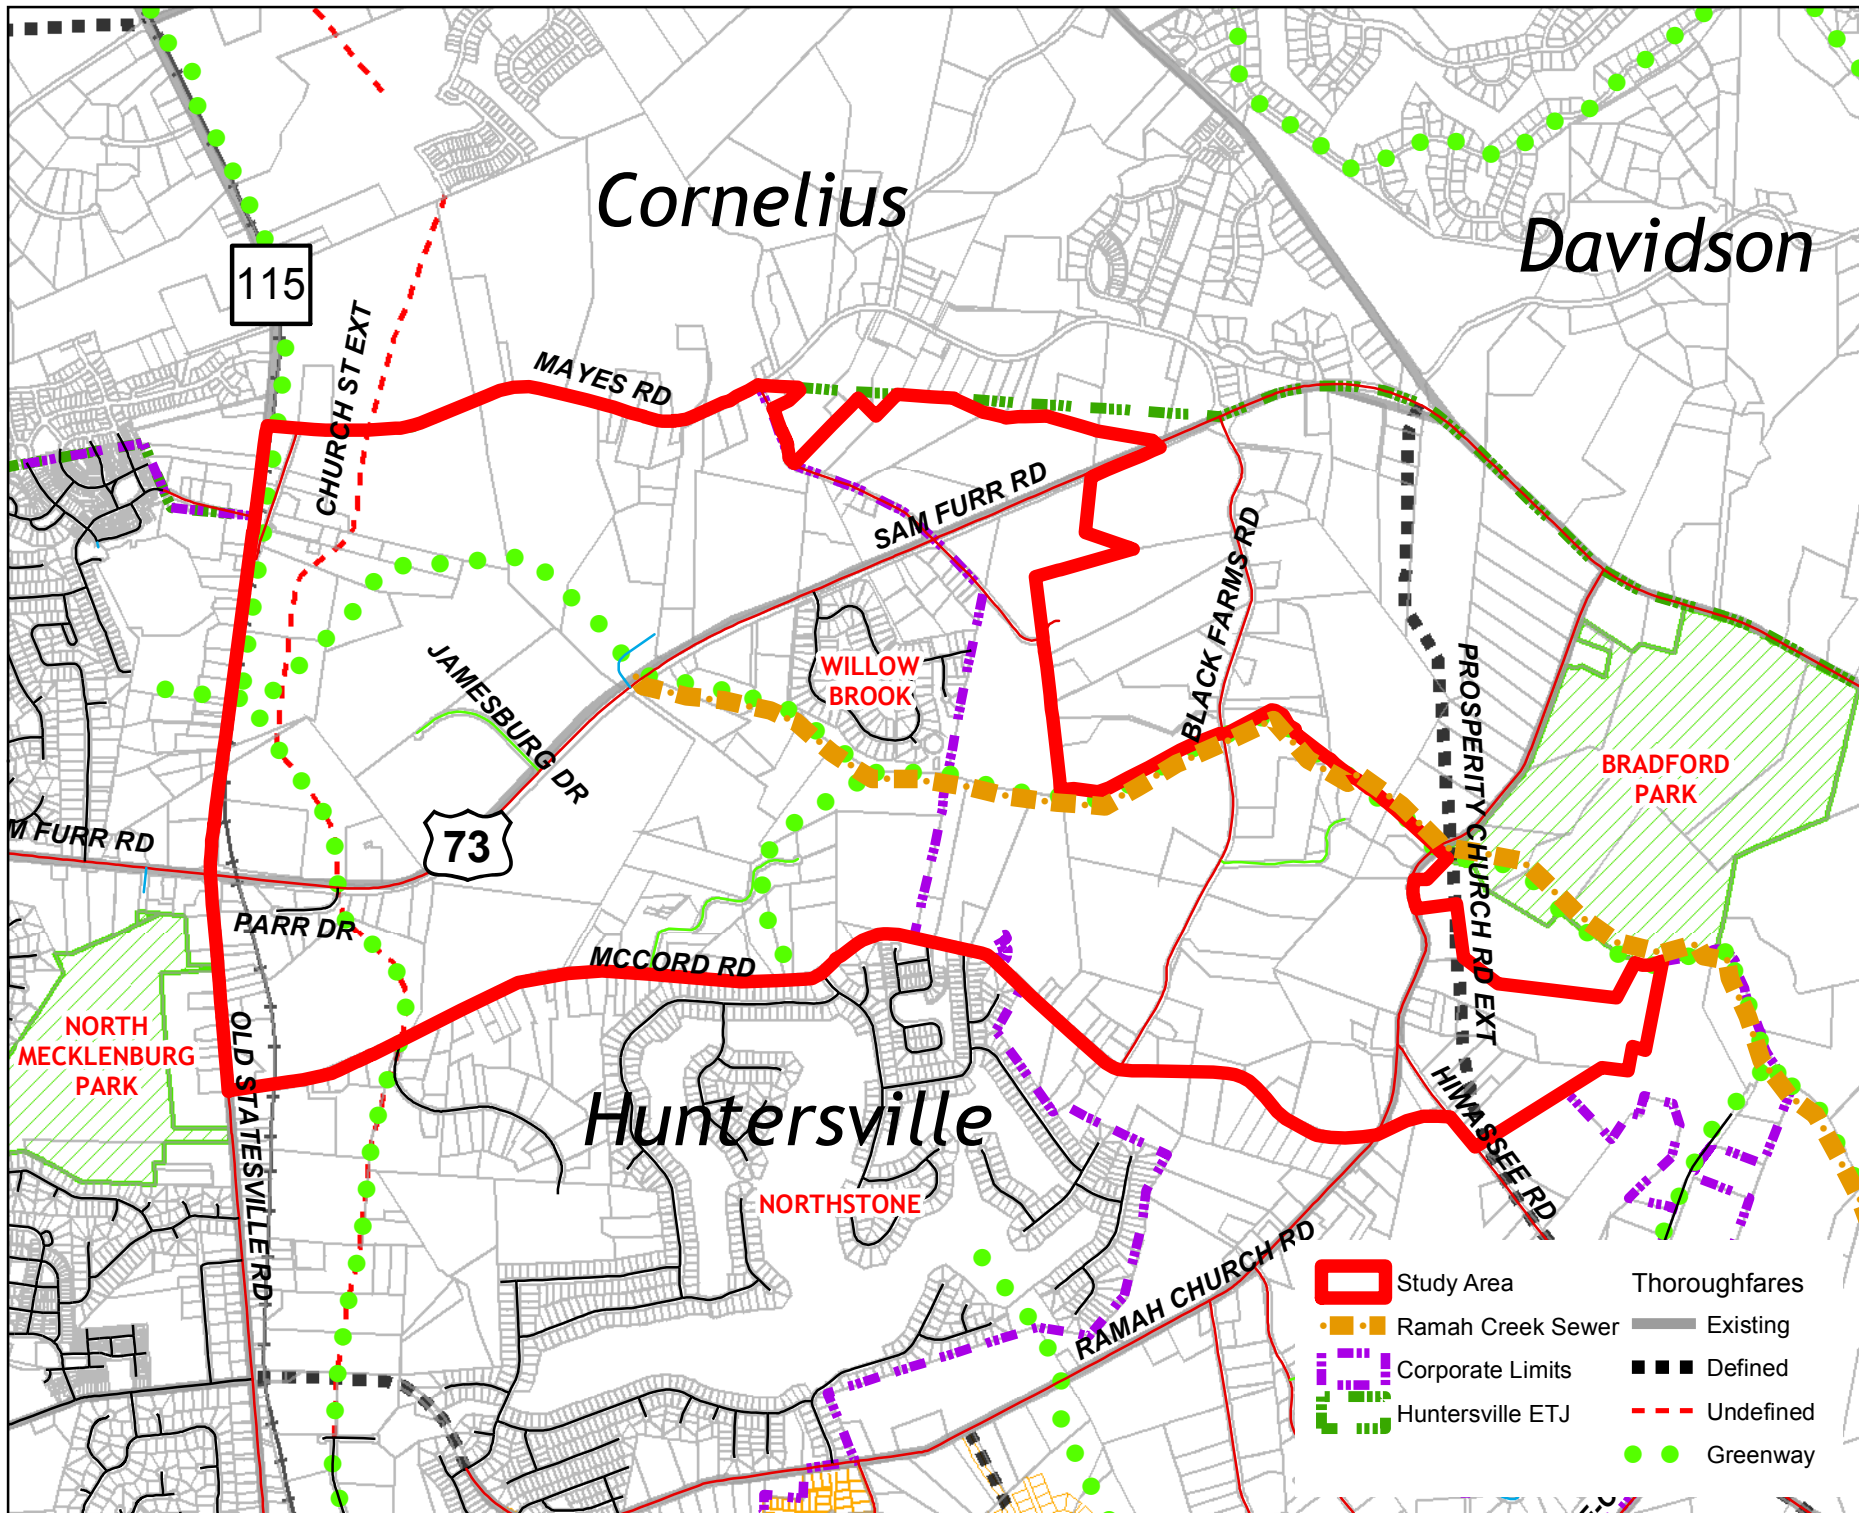 Cornelius
Davidson
115
CHURCH ST EXT
MAYES RD
SAM FURR RD
BLACK FARMS RD
WILLOW
BROOK
JAMESBURG DR
PROSPERITY CHURCH RD EXT
BRADFORD
PARK
M FURR RD
73
PARR DR
MCCORD RD
NORTH
MECKLENBURG
PARK
OLD STATESVILLE RD
Huntersville
HIWASSEE RD
NORTHSTONE
RAMAH CHURCH RD
Study Area
Ramah Creek Sewer
Corporate Limits
Huntersville ETJ
Thoroughfares
Existing
Defined
Undefined
Greenway